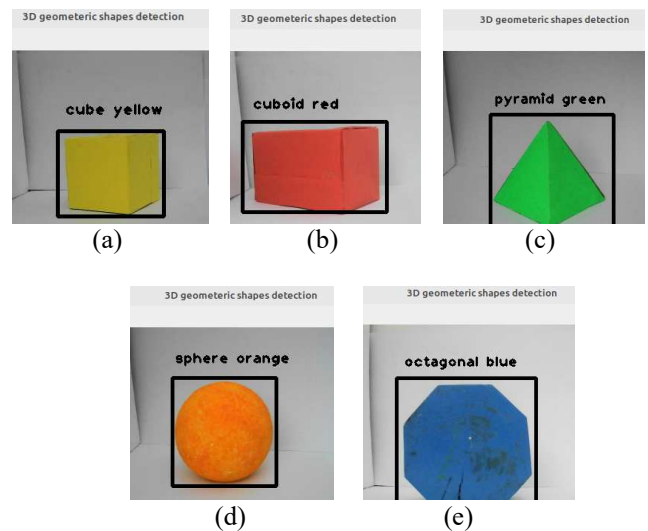 3D geometeric shapes detection
cube yellow
(a)
3D geometeric shapes detection
cuboid red
(b)
3D geometeric shapes detection
pyramid green
(c)
3D geometeric shapes detection
sphere orange
(d)
3D geometeric shapes detection
octagonal blue
(e)